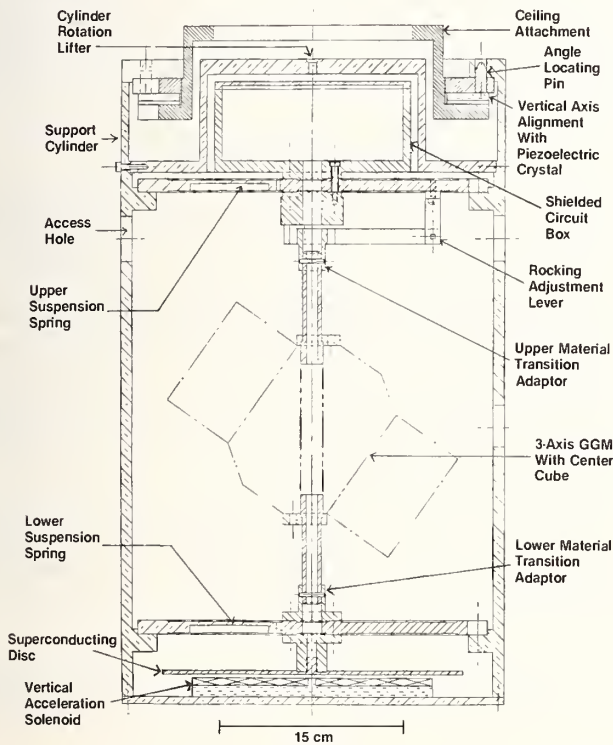 Cylinder
Rotation
Lifter
Support
Cylinder
Access
Hole
Upper
Suspension
Spring
Lower
Suspension
Spring
Superconducting
Disc
Vertical
Acceleration
Solenoid
Ceiling
Attachment
Angle
Locating
Pin
Vertical Axis
Alignment
With
Piezoelectric
Crystal
Shielded
Circuit
Box
Rocking
Adjustment
Lever
Upper Material
Transition
Adaptor
3-Axis GGM
With Center
Cube
Lower Material
Transition
Adaptor
15 cm